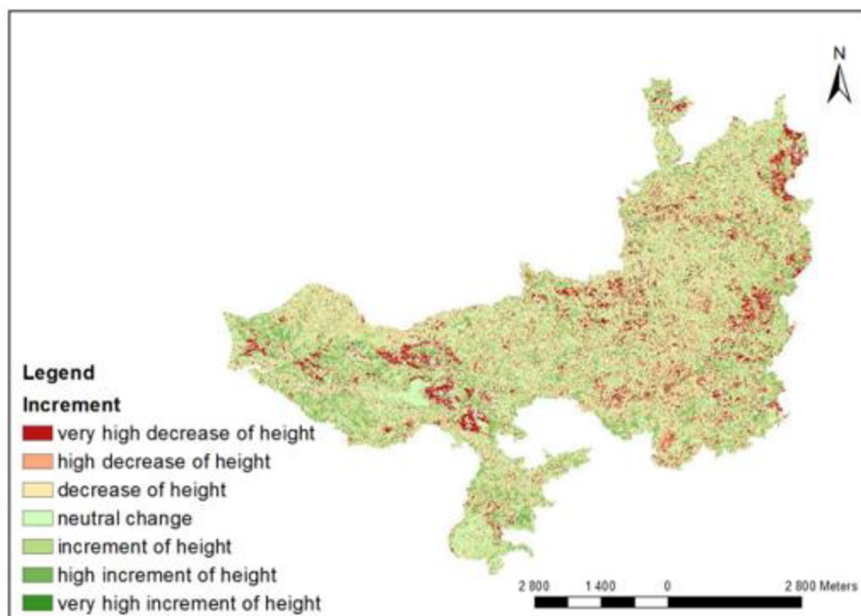 N
Legend
Increment
very high decrease of height
high decrease of height
decrease of height
neutral change
increment of height
high increment of height
very high increment of height
2 800 1 400 0 2 800 Meters